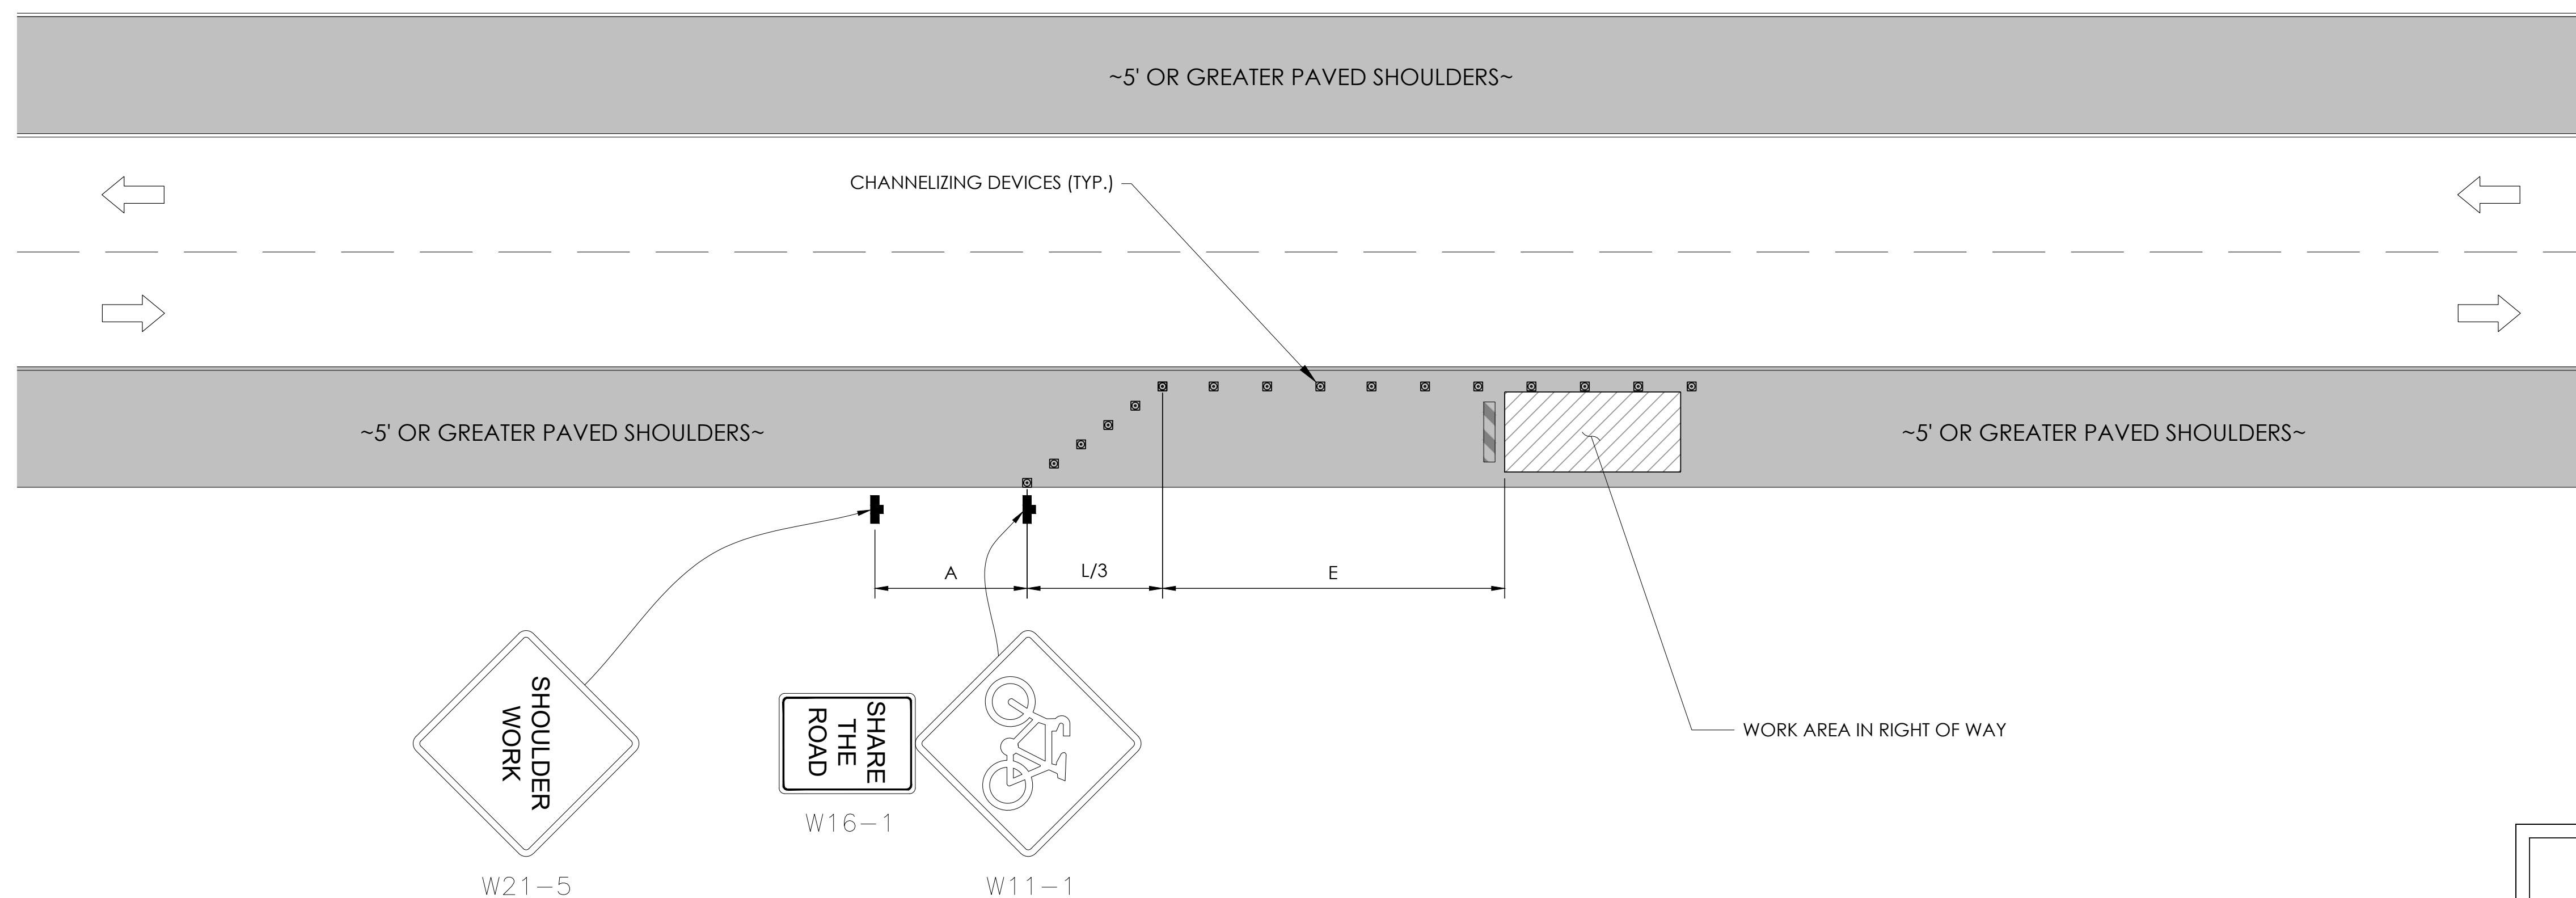 ~5' OR GREATER PAVED SHOULDERS~
CHANNELIZING DEVICES (TYP.)
~5' OR GREATER PAVED SHOULDERS~
~5' OR GREATER PAVED SHOULDERS~
A
L/3
E
SHOULDER
WORK
SHARE
THE
ROAD
WORK AREA IN RIGHT OF WAY
W16-1
W21-5
W11-1